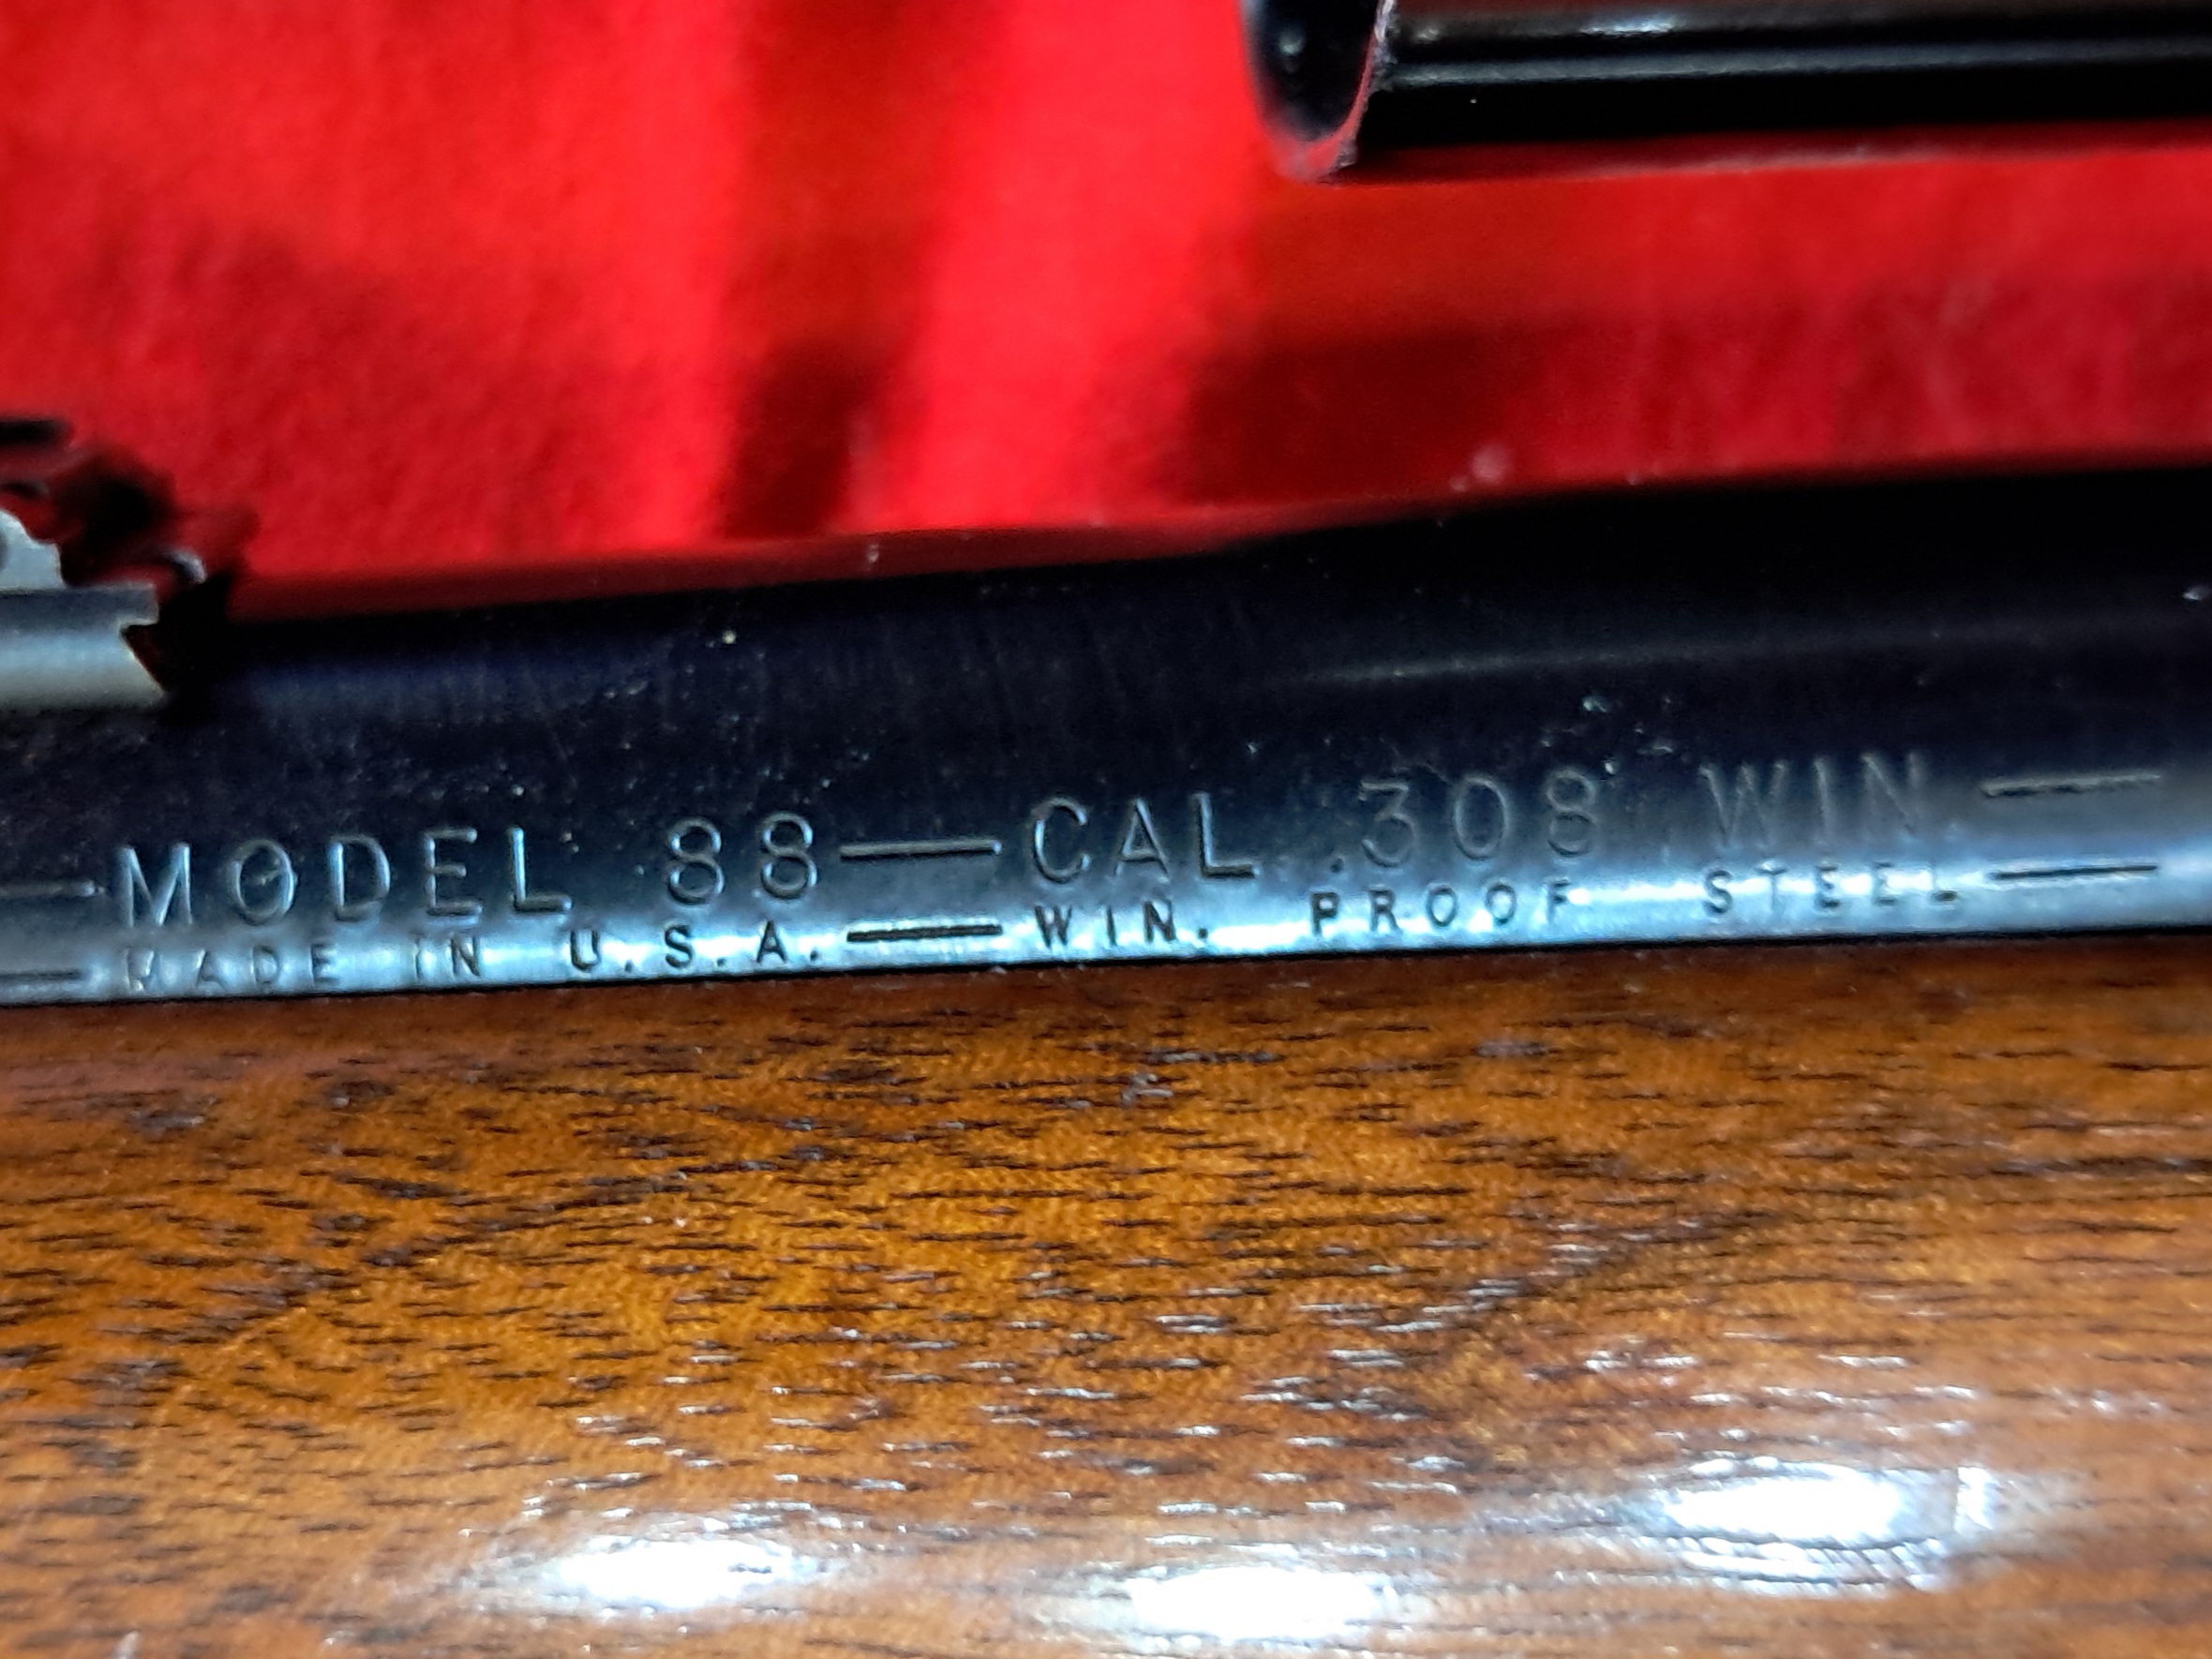 — MODEL 88 — CAL .308 WIN —
— MADE IN U.S.A. — WIN. PROOF STEEL —